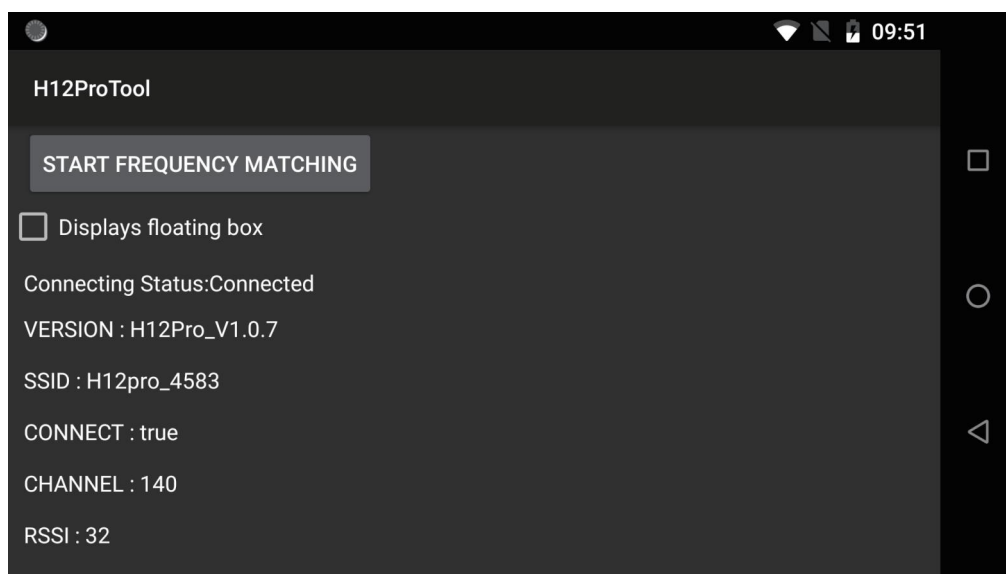 09:51
H12ProTool
START FREQUENCY MATCHING
Displays floating box
Connecting Status:Connected
VERSION : H12Pro_V1.0.7
SSID : H12pro_4583
CONNECT : true
CHANNEL : 140
RSSI : 32